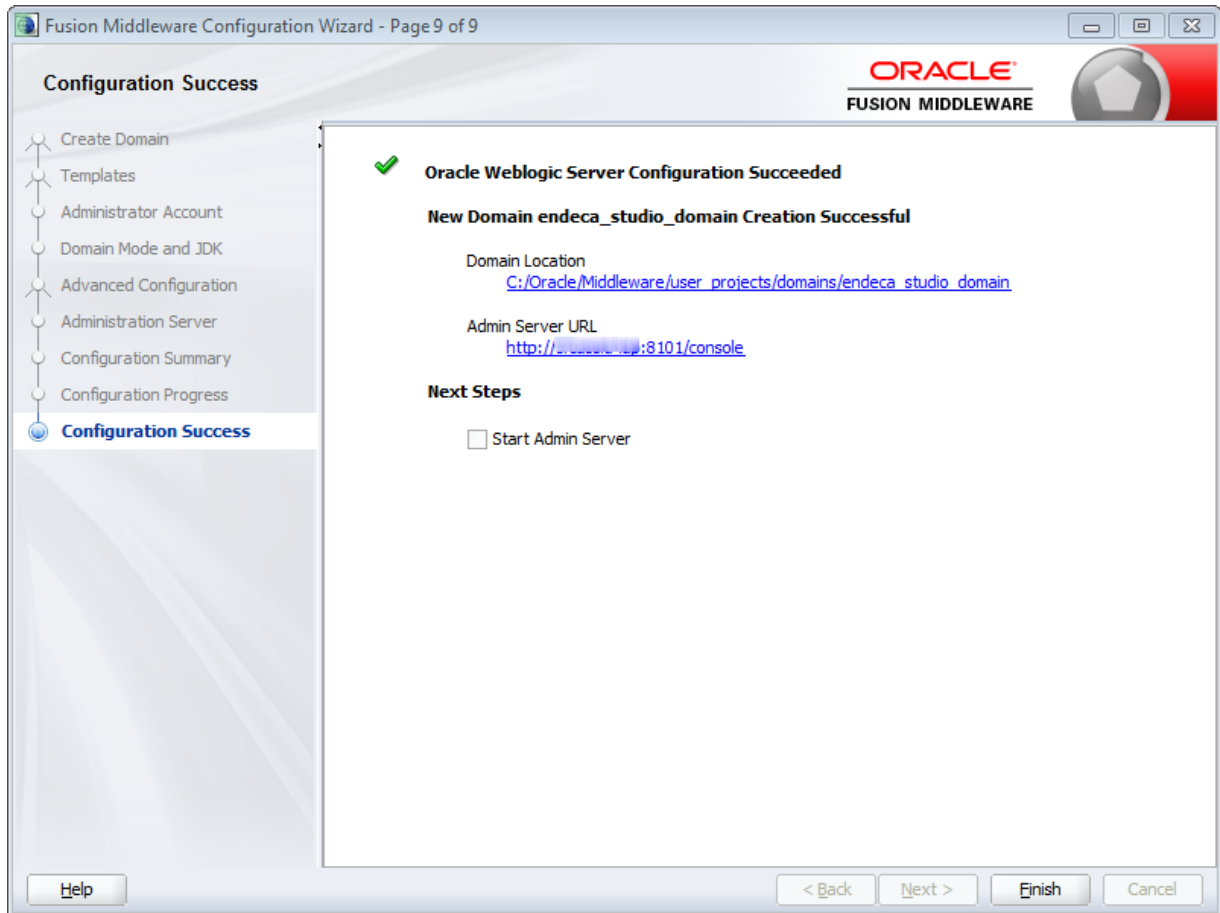 Fusion Middleware Configuration Wizard - Page 9 of 9
Configuration Success
ORACLE
FUSION MIDDLEWARE
Create Domain
Templates
Administrator Account
Domain Mode and JDK
Advanced Configuration
Administration Server
Configuration Summary
Configuration Progress
Configuration Success
Oracle Weblogic Server Configuration Succeeded
New Domain endeca_studio_domain Creation Successful
Domain Location
C:/Oracle/Middleware/user_projects/domains/endeca_studio_domain
Admin Server URL
http:// :8101/console
Next Steps
Start Admin Server
Help
< Back
Next >
Finish
Cancel